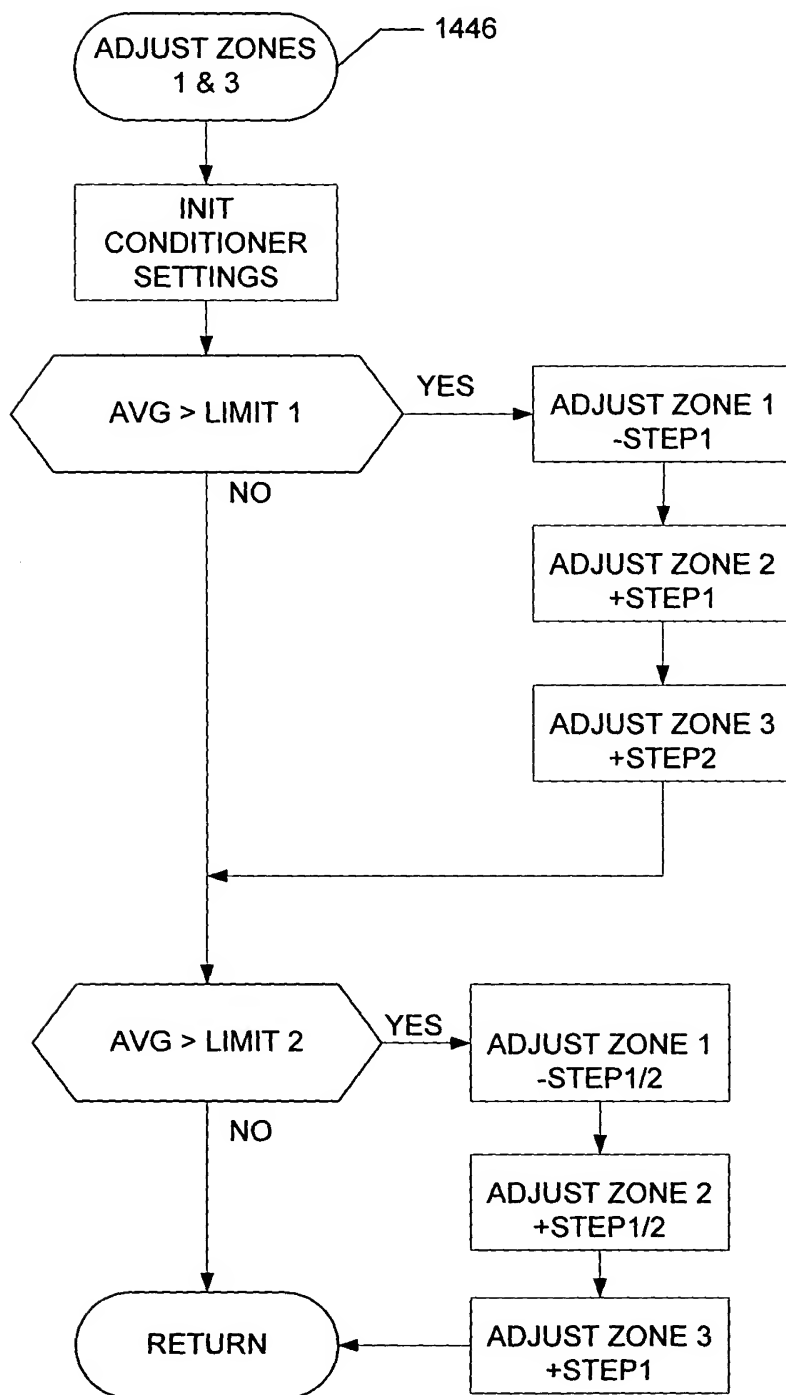 ADJUST ZONES
1 & 3
1446
INIT
CONDITIONER
SETTINGS
AVG > LIMIT 1
YES
NO
ADJUST ZONE 1
-STEP1
ADJUST ZONE 2
+STEP1
ADJUST ZONE 3
+STEP2
AVG > LIMIT 2
YES
NO
ADJUST ZONE 1
-STEP1/2
ADJUST ZONE 2
+STEP1/2
ADJUST ZONE 3
+STEP1
RETURN